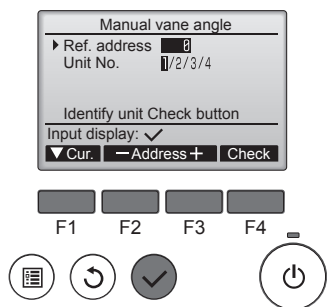 Manual vane angle
Ref. address 0
Unit No. 1/2/3/4
Identify unit Check button
Input display: ✓
▼ Cur. − Address + Check
F1 F2 F3 F4